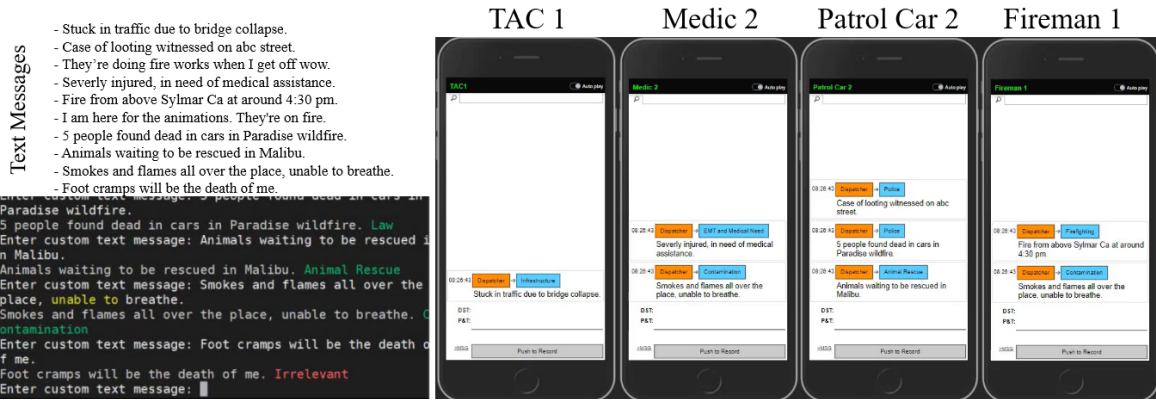 Text Messages
- Stuck in traffic due to bridge collapse.
- Case of looting witnessed on abc street.
- They're doing fire works when I get off wow.
- Severly injured, in need of medical assistance.
- Fire from above Sylmar Ca at around 4:30 pm.
- I am here for the animations. They're on fire.
- 5 people found dead in cars in Paradise wildfire.
- Animals waiting to be rescued in Malibu.
- Smokes and flames all over the place, unable to breathe.
- Foot cramps will be the death of me.
Enter custom text message: 5 people found dead in cars in
Paradise wildfire.
5 people found dead in cars in Paradise wildfire. Law
Enter custom text message: Animals waiting to be rescued i
n Malibu.
Animals waiting to be rescued in Malibu. Animal Rescue
Enter custom text message: Smokes and flames all over the
place, unable to breathe.
Smokes and flames all over the place, unable to breathe. C
ontamination
Enter custom text message: Foot cramps will be the death o
f me.
Foot cramps will be the death of me. Irrelevant
Enter custom text message:
TAC 1
TAC1
Auto play
08:26:43 Dispatcher Infrastructure
Stuck in traffic due to bridge collapse.
DST:
P&T:
Push to Record
Medic 2
Medic 2
Auto play
08:26:43 Dispatcher EMT and Medical Need
Severly injured, in need of medical
assistance.
08:26:43 Dispatcher Contamination
Smokes and flames all over the
place, unable to breathe.
DST:
P&T:
Push to Record
Patrol Car 2
Patrol Car 2
Auto play
08:26:43 Dispatcher Police
Case of looting witnessed on abc
street.
08:26:43 Dispatcher Police
5 people found dead in cars in
Paradise wildfire.
08:26:43 Dispatcher Animal Rescue
Animals waiting to be rescued in
Malibu.
DST:
P&T:
Push to Record
Fireman 1
Fireman 1
Auto play
08:26:43 Dispatcher Firefighting
Fire from above Sylmar Ca at around
4:30 pm.
08:26:43 Dispatcher Contamination
Smokes and flames all over the
place, unable to breathe.
DST:
P&T:
Push to Record